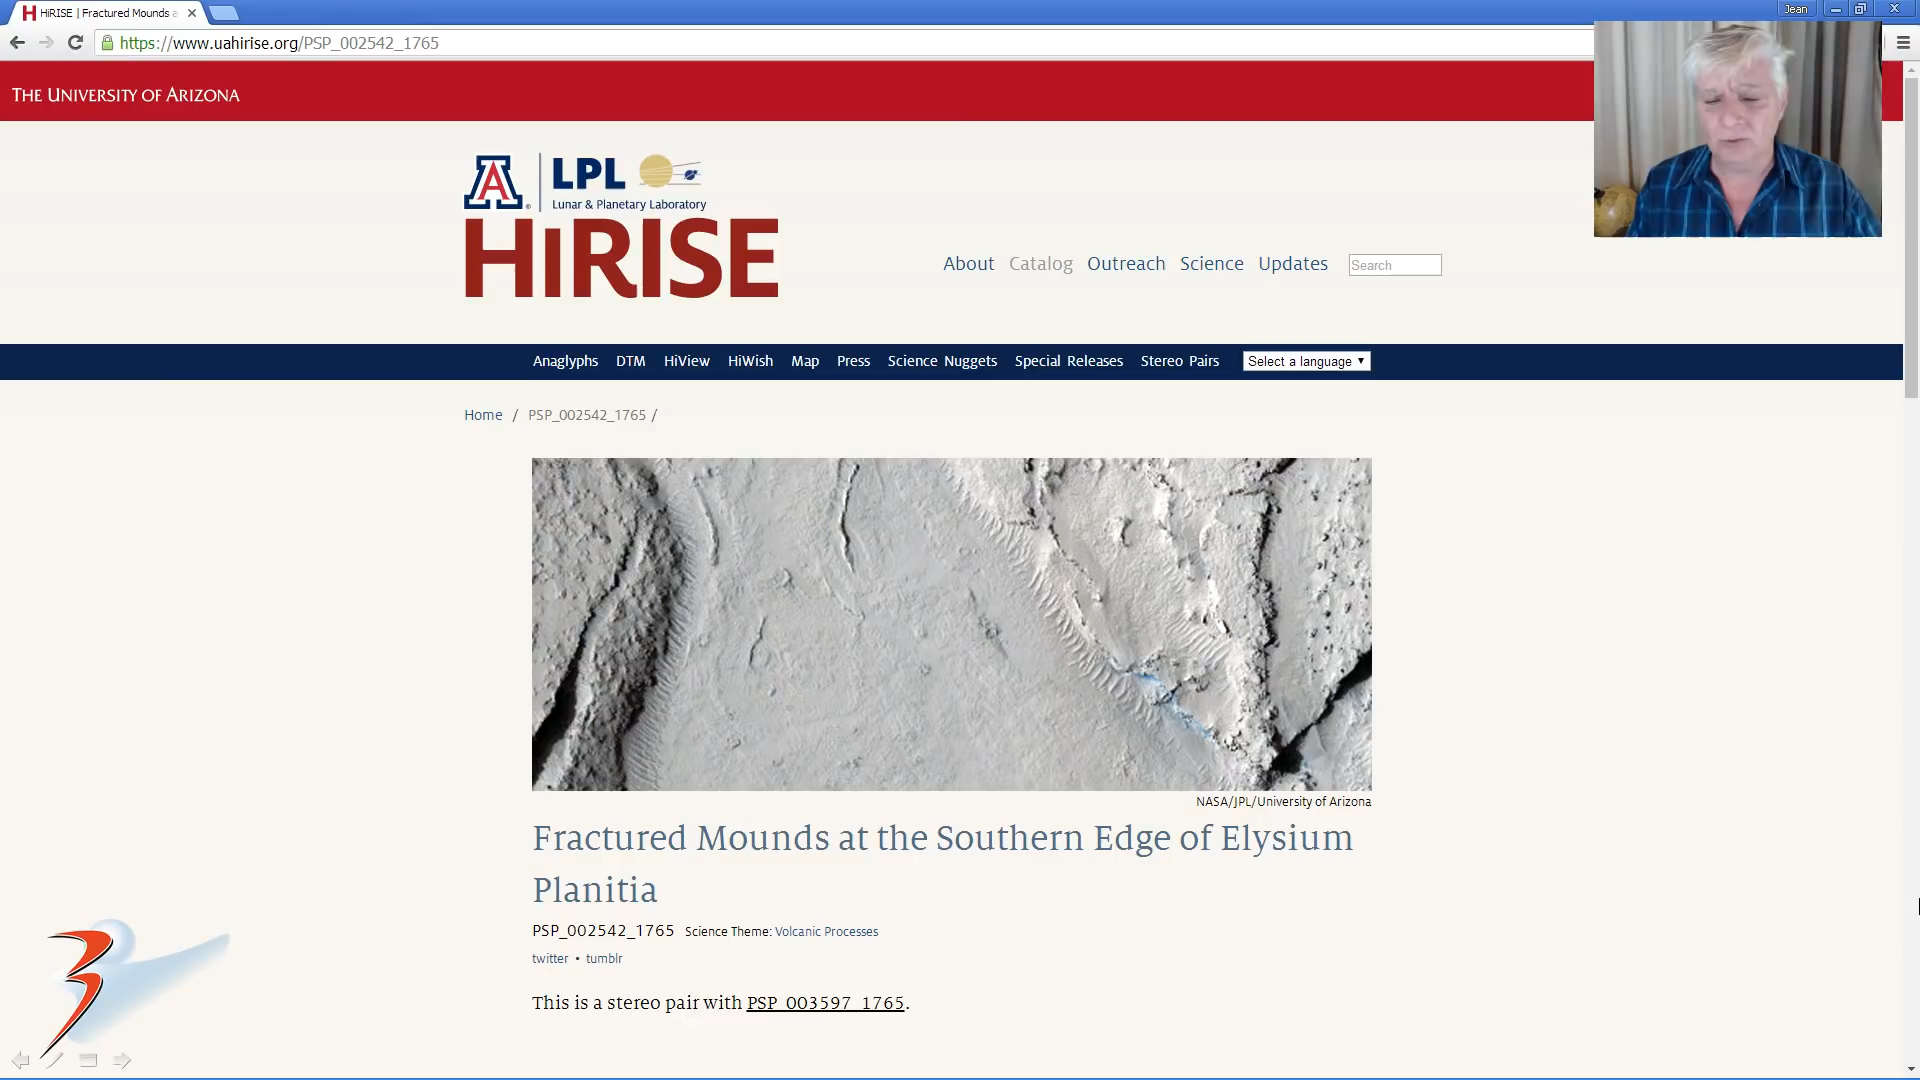 HiRISE | Fractured Mounds a
Jean
https://www.uahirise.org/PSP_002542_1765
THE UNIVERSITY OF ARIZONA
A LPL
Lunar & Planetary Laboratory
HiRISE
About Catalog Outreach Science Updates Search
Anaglyphs DTM HiView HiWish Map Press Science Nuggets Special Releases Stereo Pairs Select a language
Home / PSP_002542_1765 /
NASA/JPL/University of Arizona
Fractured Mounds at the Southern Edge of Elysium
Planitia
PSP_002542_1765 Science Theme: Volcanic Processes
twitter • tumblr
This is a stereo pair with PSP_003597_1765.